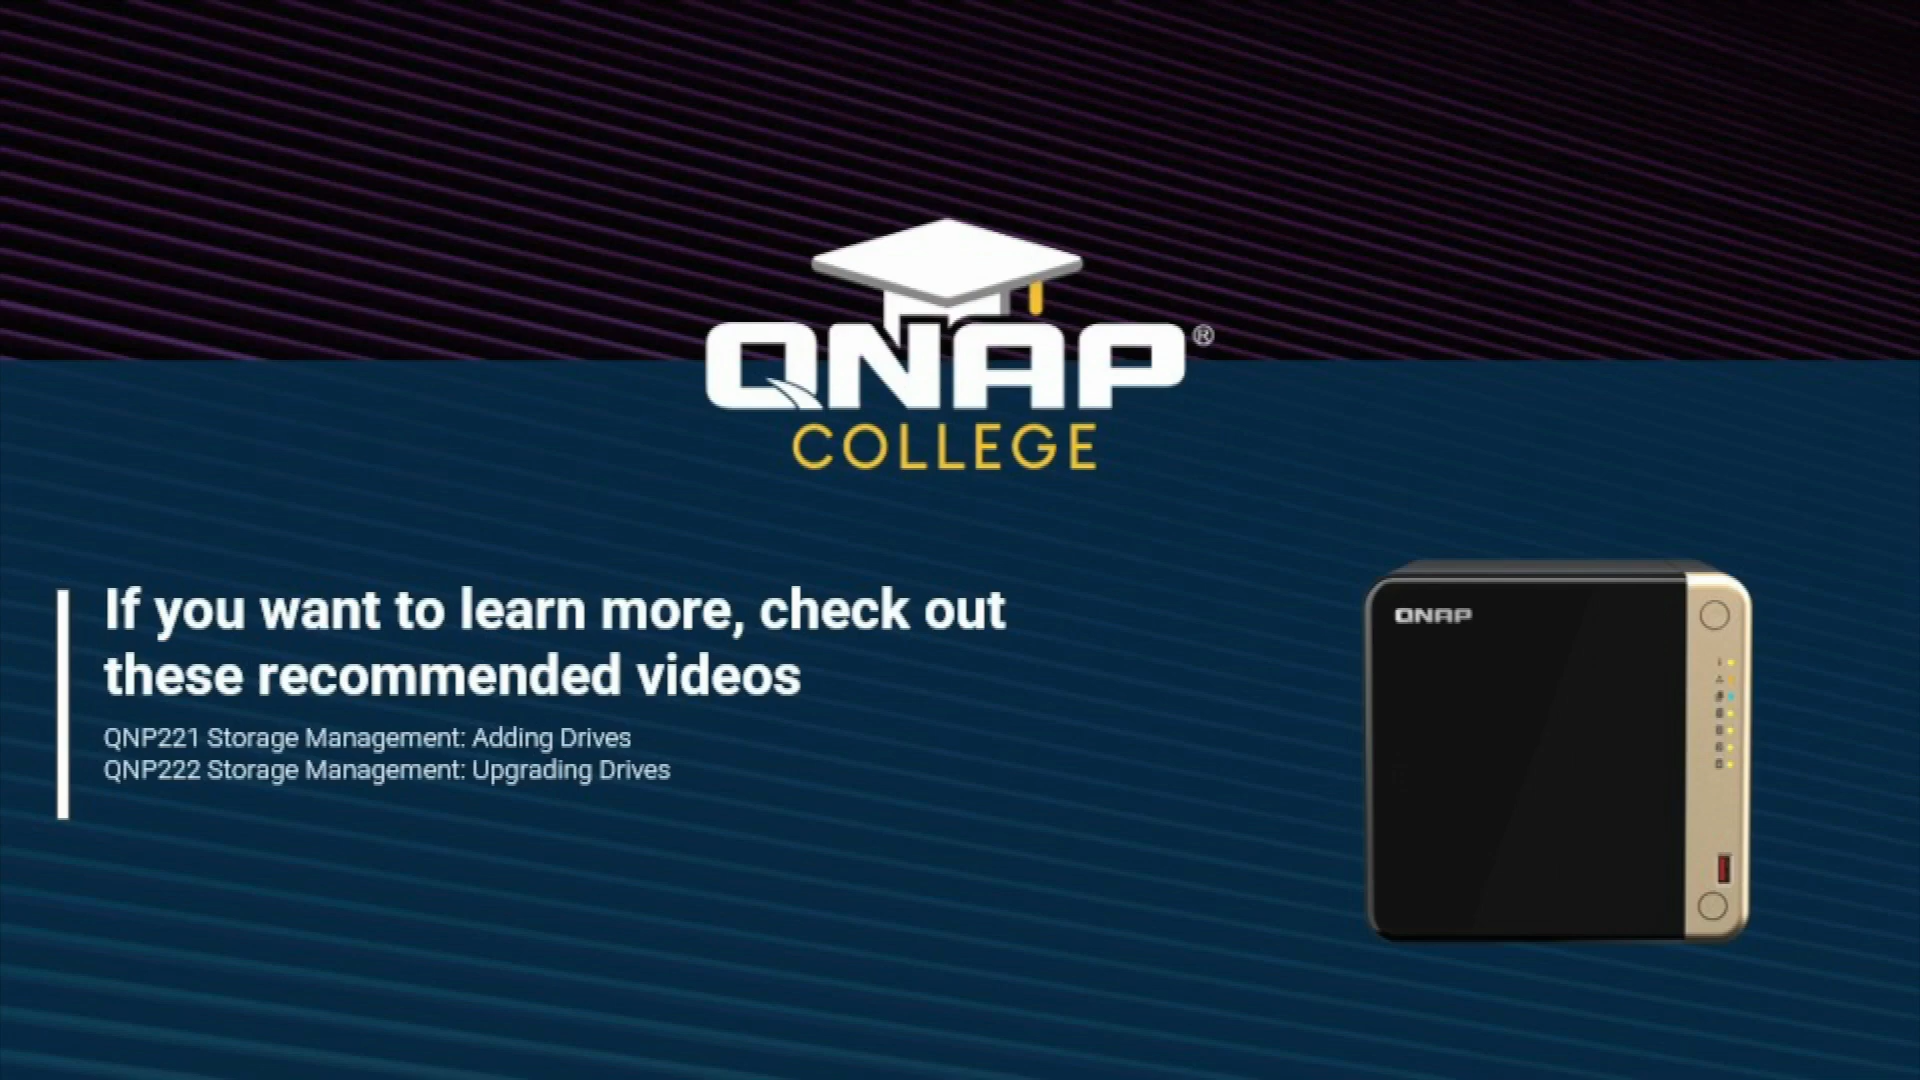 QNAP®
COLLEGE
If you want to learn more, check out
these recommended videos
QNP221 Storage Management: Adding Drives
QNP222 Storage Management: Upgrading Drives
QNAP